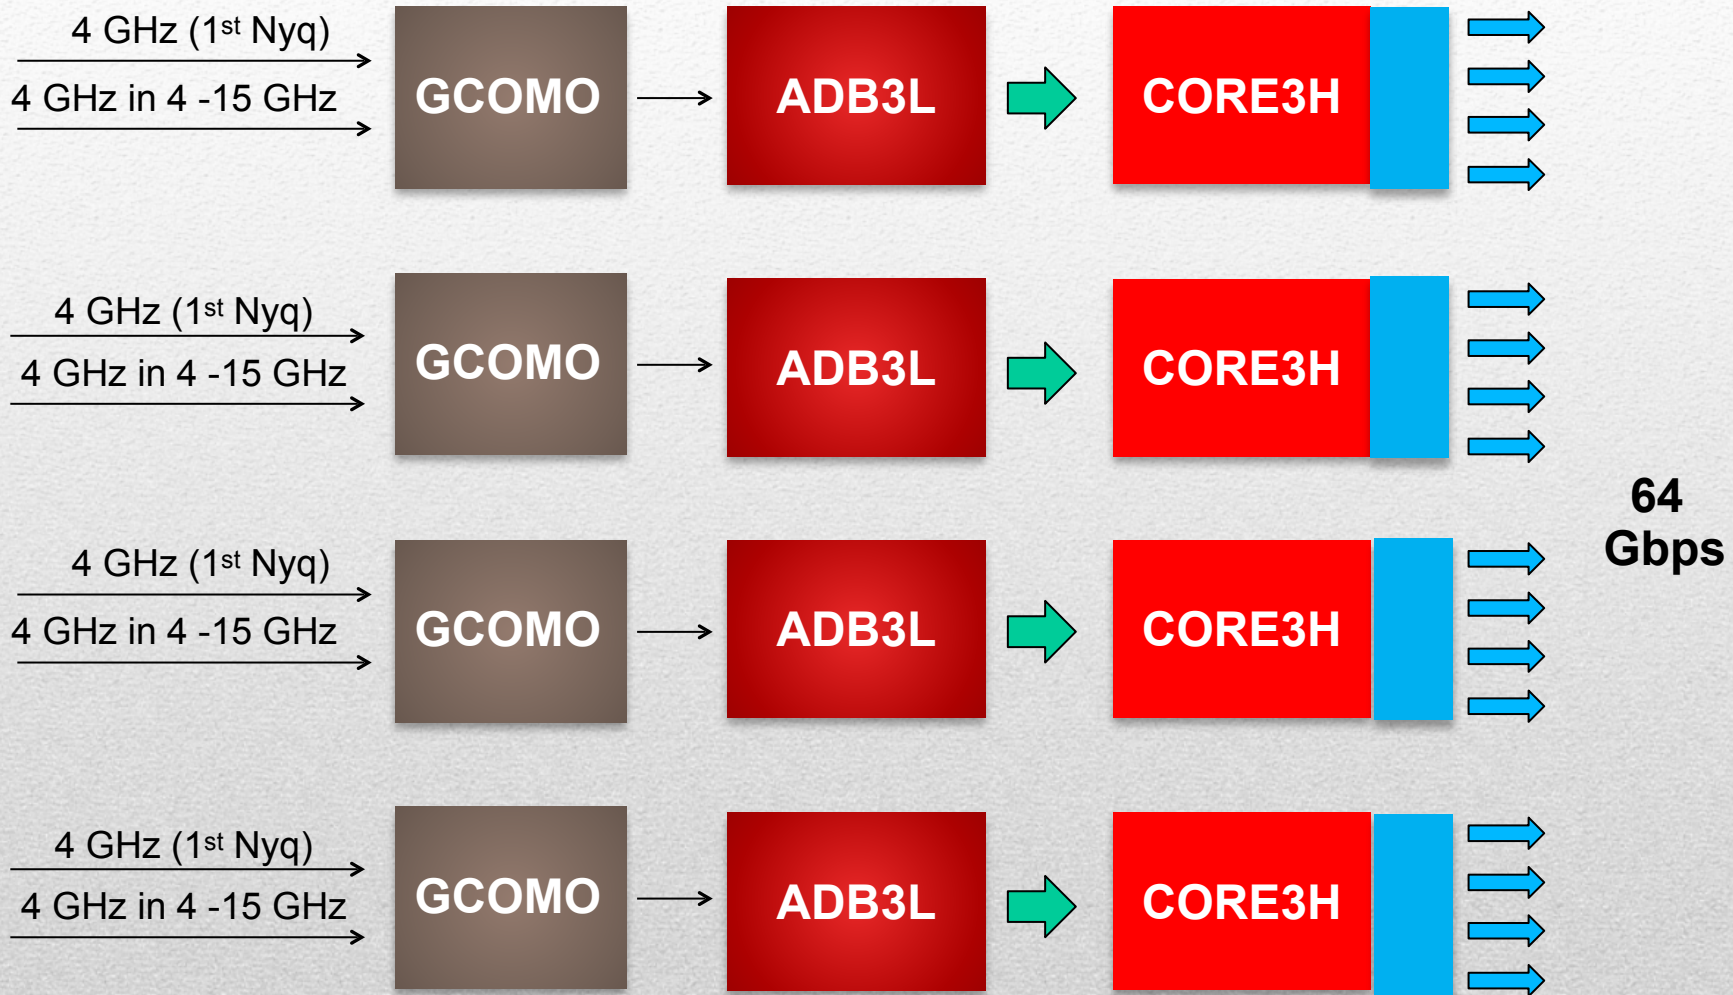 4 GHz (1st Nyq)
4 GHz in 4 -15 GHz
GCOMO
ADB3L
CORE3H
4 GHz (1st Nyq)
4 GHz in 4 -15 GHz
GCOMO
ADB3L
CORE3H
64
Gbps
4 GHz (1st Nyq)
4 GHz in 4 -15 GHz
GCOMO
ADB3L
CORE3H
4 GHz (1st Nyq)
4 GHz in 4 -15 GHz
GCOMO
ADB3L
CORE3H